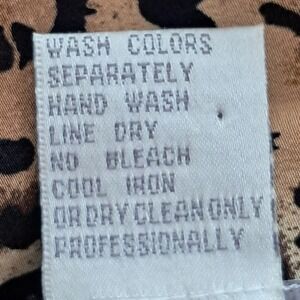 WASH COLORS
SEPARATELY
HAND WASH
LINE DRY
NO BLEACH
COOL IRON
OR DRY CLEAN ONLY
PROFESSIONALLY